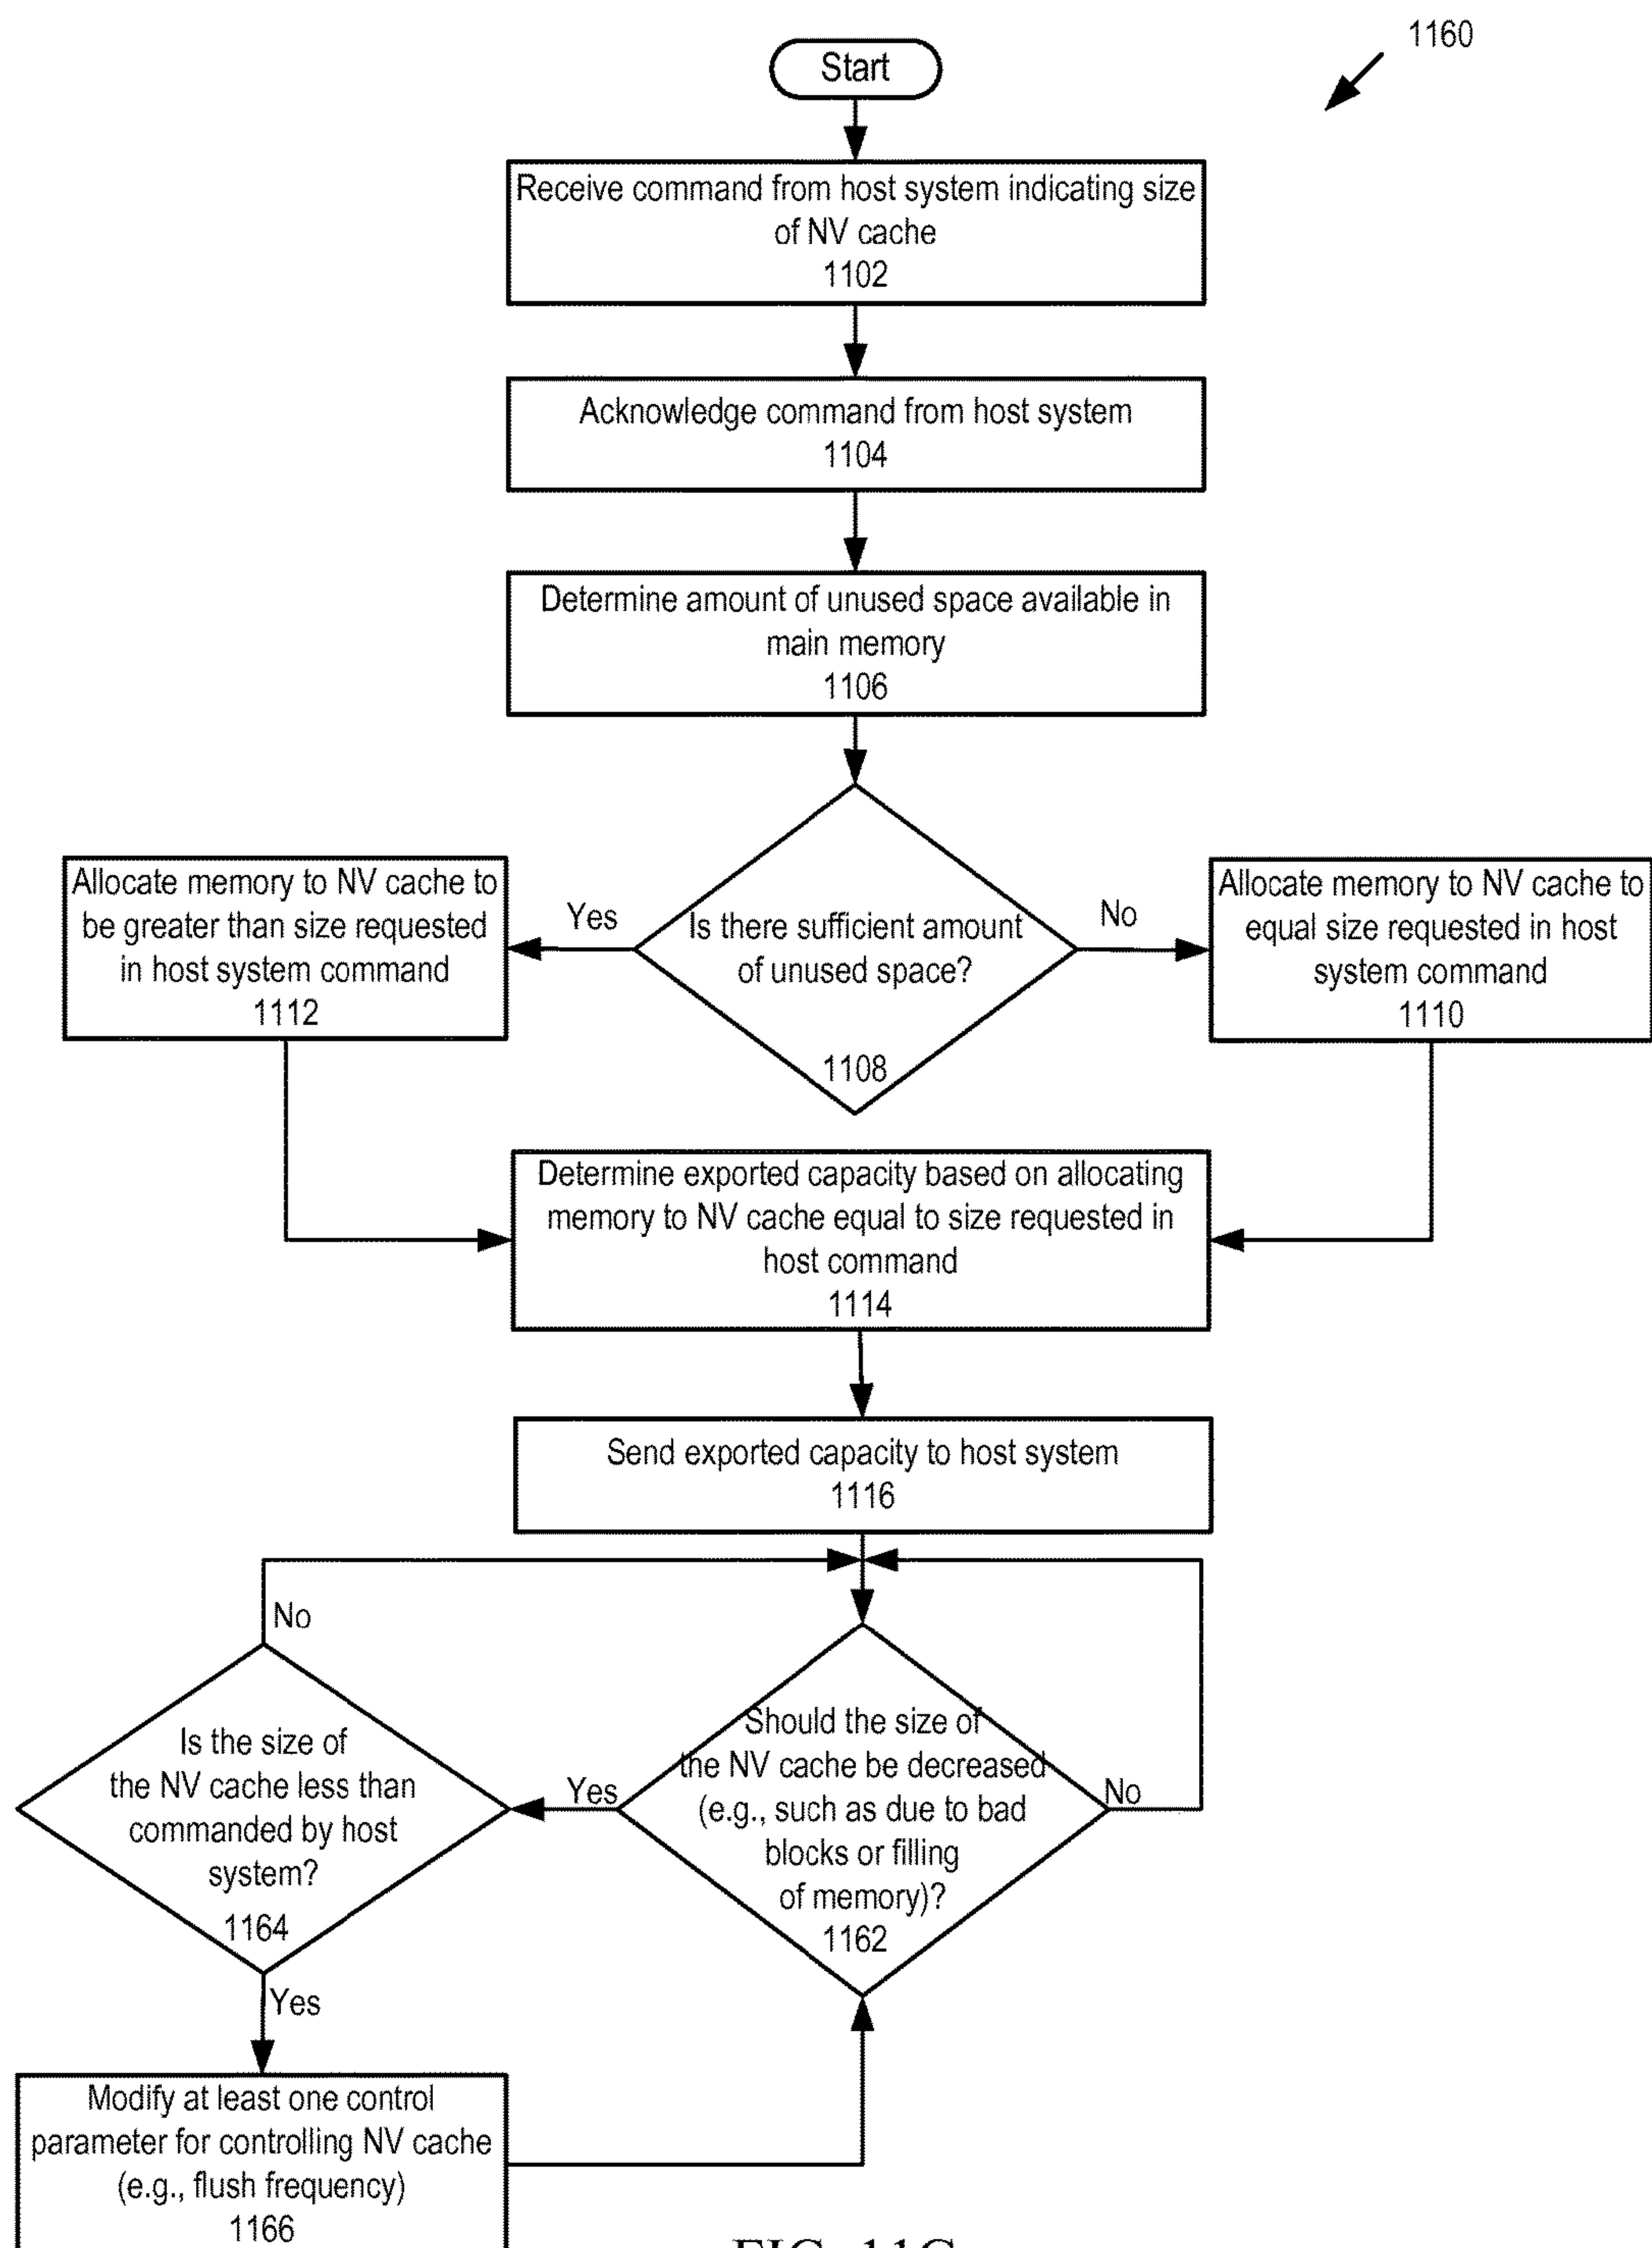 1160
Start
Receive command from host system indicating size
of NV cache
1102
Acknowledge command from host system
1104
Determine amount of unused space available in
main memory
1106
Is there sufficient amount
of unused space?
1108
Yes
No
Allocate memory to NV cache to
be greater than size requested
in host system command
1112
Allocate memory to NV cache to
equal size requested in host
system command
1110
Determine exported capacity based on allocating
memory to NV cache equal to size requested in
host command
1114
Send exported capacity to host system
1116
Should the size of
the NV cache be decreased
(e.g., such as due to bad
blocks or filling
of memory)?
1162
Yes
No
No
Is the size of
the NV cache less than
commanded by host
system?
1164
Yes
Modify at least one control
parameter for controlling NV cache
(e.g., flush frequency)
1166